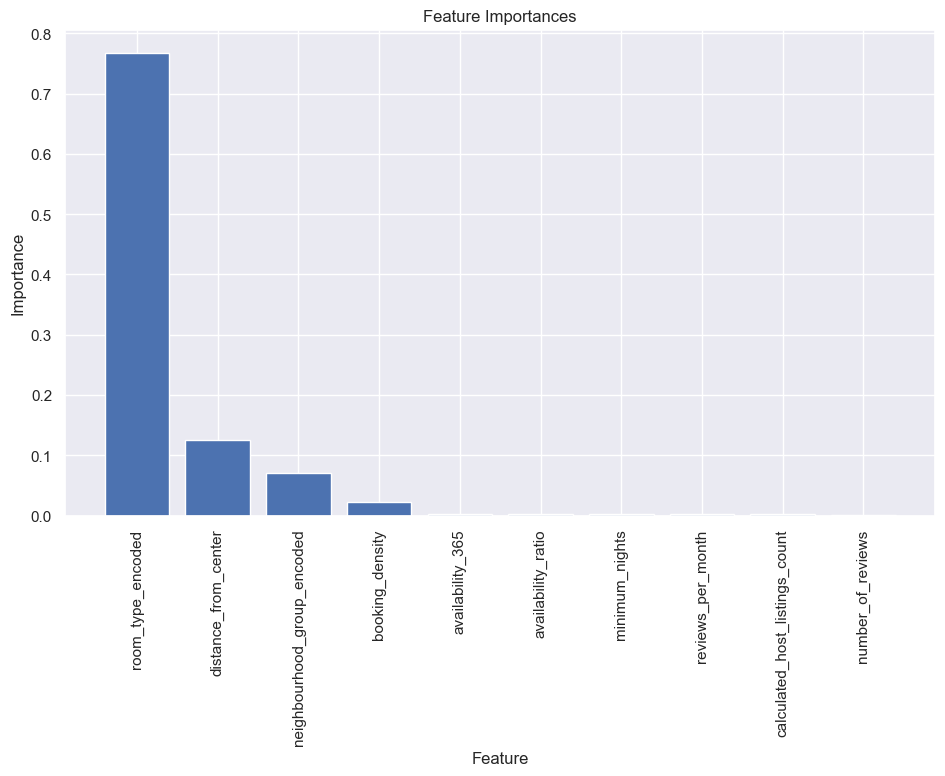 Feature Importances
0.8
0.7
0.6
0.5
0.4
0.3
0.2
0.1
0.0
Importance
room_type_encoded
distance_from_center
neighbourhood_group_encoded
booking_density
availability_365
availability_ratio
minimum_nights
reviews_per_month
calculated_host_listings_count
number_of_reviews
Feature